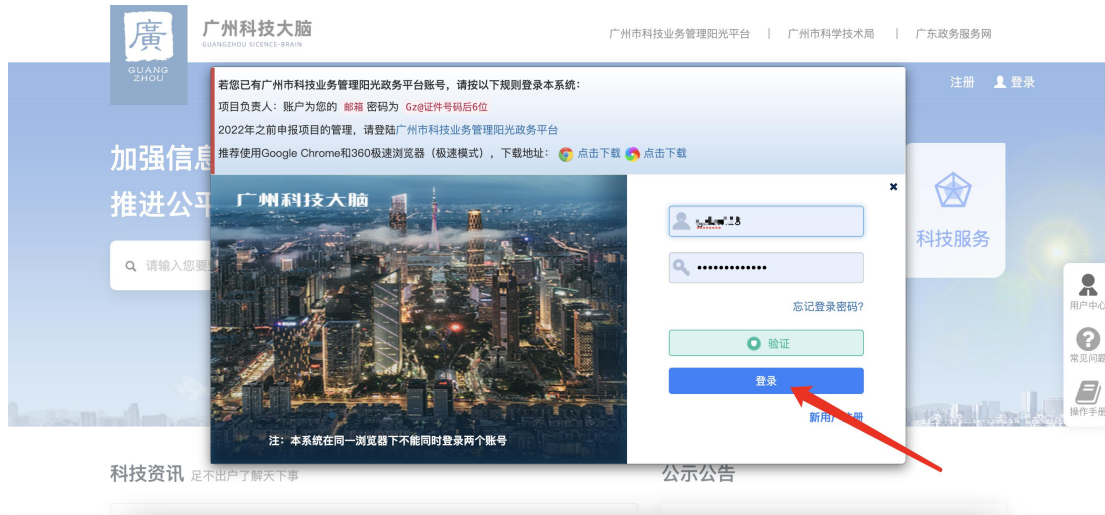 廣
GUANG
ZHOU
广州科技大脑
GUANGZHOU SICENCE-BRAIN
广州市科技业务管理阳光平台 | 广州市科学技术局 | 广东政务服务网
注册 登录
若您已有广州市科技业务管理阳光政务平台账号，请按以下规则登录本系统：
项目负责人：账户为您的 邮箱 密码为 Gz@证件号码后6位
2022年之前申报项目的管理，请登陆广州市科技业务管理阳光政务平台
推荐使用Google Chrome和360极速浏览器（极速模式），下载地址： 点击下载 点击下载
加强信息
推进公平
请输入您要
广州科技大脑
忘记登录密码?
验证
登录
新用户注册
注：本系统在同一浏览器下不能同时登录两个账号
科技服务
用户中心
常见问题
操作手册
科技资讯 足不出户了解天下事
公示公告